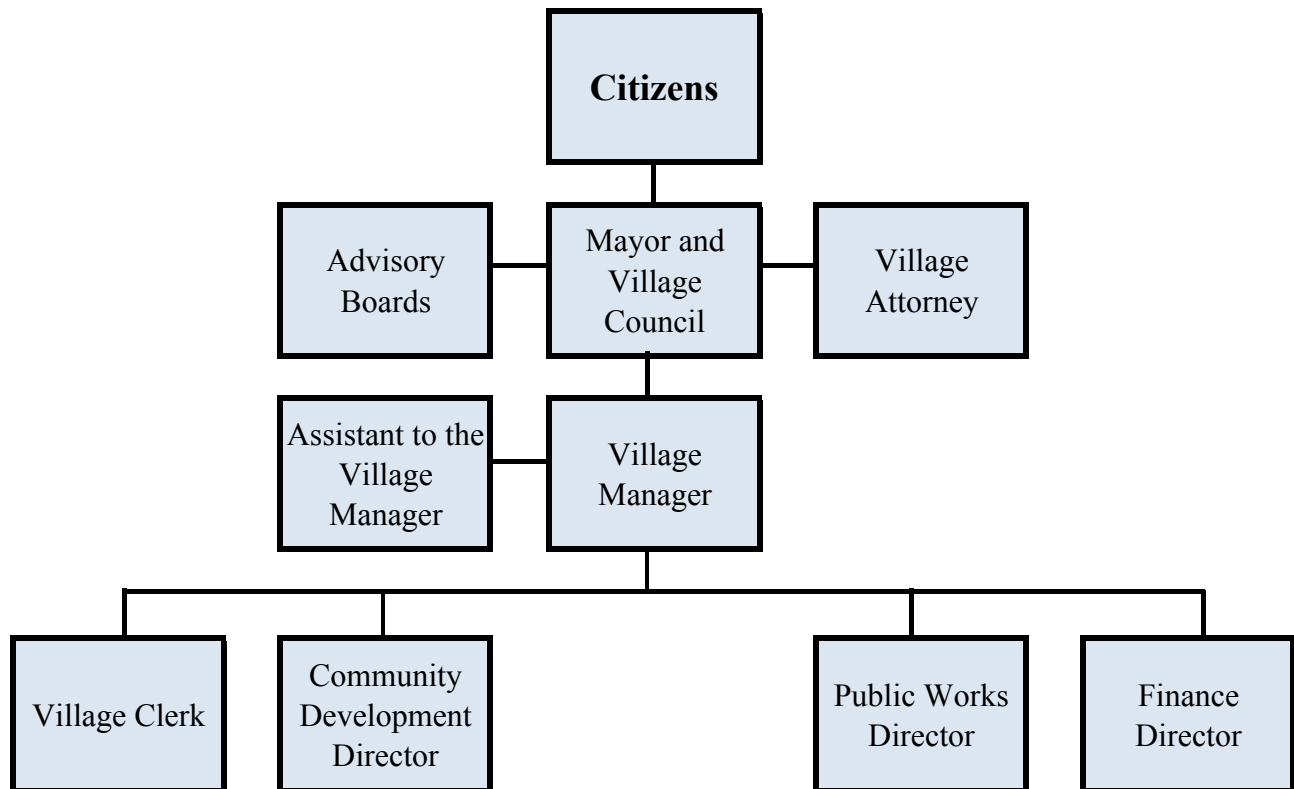 Citizens
Advisory
Boards
Mayor and
Village
Council
Village
Attorney
Assistant to the
Village
Manager
Village
Manager
Village Clerk
Community
Development
Director
Public Works
Director
Finance
Director